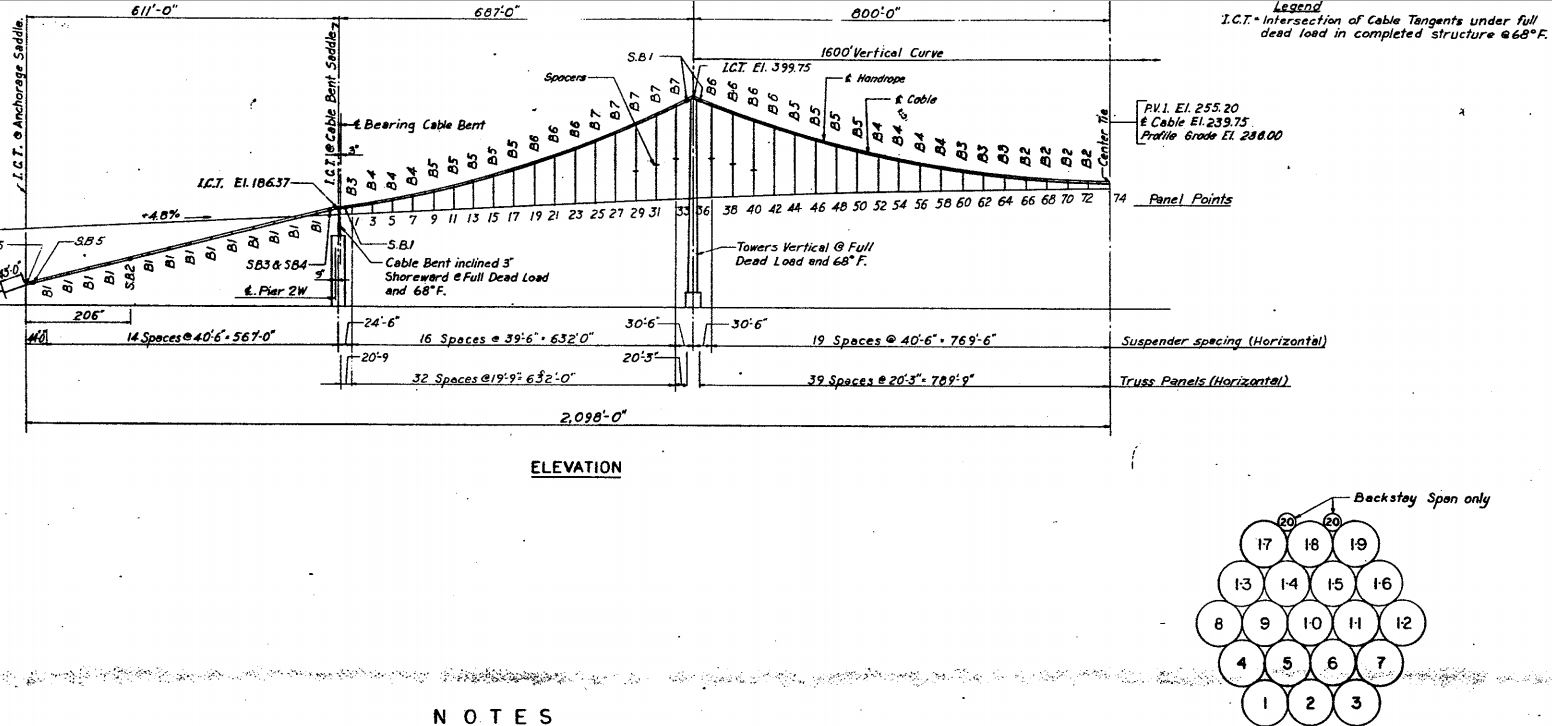 611'-0"
687'-0"
800'-0"
Legend
I.C.T. = Intersection of Cable Tangents under full
dead load in completed structure @ 68°F.
1600' Vertical Curve
I.C.T. @ Anchorage Saddle.
I.C.T. @ Cable Bent Saddle
S.B.1
I.C.T. El. 399.75
Spacers
℄ Handrope
℄ Cable
℄ Bearing Cable Bent
3"
P.V.I. El. 255.20
℄ Cable El. 239.75
Profile Grade El. 238.00
Center Tie
B3 B4 B4 B4 B5 B5 B5 B5 B5 B6 B6 B6 B7 B7 B7 B7 B7
B6 B6 B6 B6 B5 B5 B5 B5 B4 B4 B4 B4 B3 B3 B3 B2 B2 B2 B2
I.C.T. El. 186.37
+4.8%
1 3 5 7 9 11 13 15 17 19 21 23 25 27 29 31 33 36 38 40 42 44 46 48 50 52 54 56 58 60 62 64 66 68 70 72 74 Panel Points
S.B.5
S.B.1
B1 B1 B1 B1 S.B.2 B1 B1 B1 B1 B1 B1 B1 B1 B1
SB3 & SB4
Cable Bent inclined 3"
Shoreward @ Full Dead Load
and 68°F.
Towers Vertical @ Full
Dead Load and 68°F.
9'
℄ Pier 2W
206"
24'-6"
30'-6"
30'-6"
14 Spaces @ 40'-6" = 567'-0"
16 Spaces @ 39'-6" = 632'0"
19 Spaces @ 40'-6" = 769'-6"
Suspender spacing (Horizontal)
20'-9
20'-3"
32 Spaces @ 19'-9" = 632'-0"
39 Spaces @ 20'-3" = 789'-9"
Truss Panels (Horizontal)
2,098'-0"
ELEVATION
Backstay Span only
20 20
17 18 19
13 14 15 16
8 9 10 11 12
4 5 6 7
1 2 3
NOTES